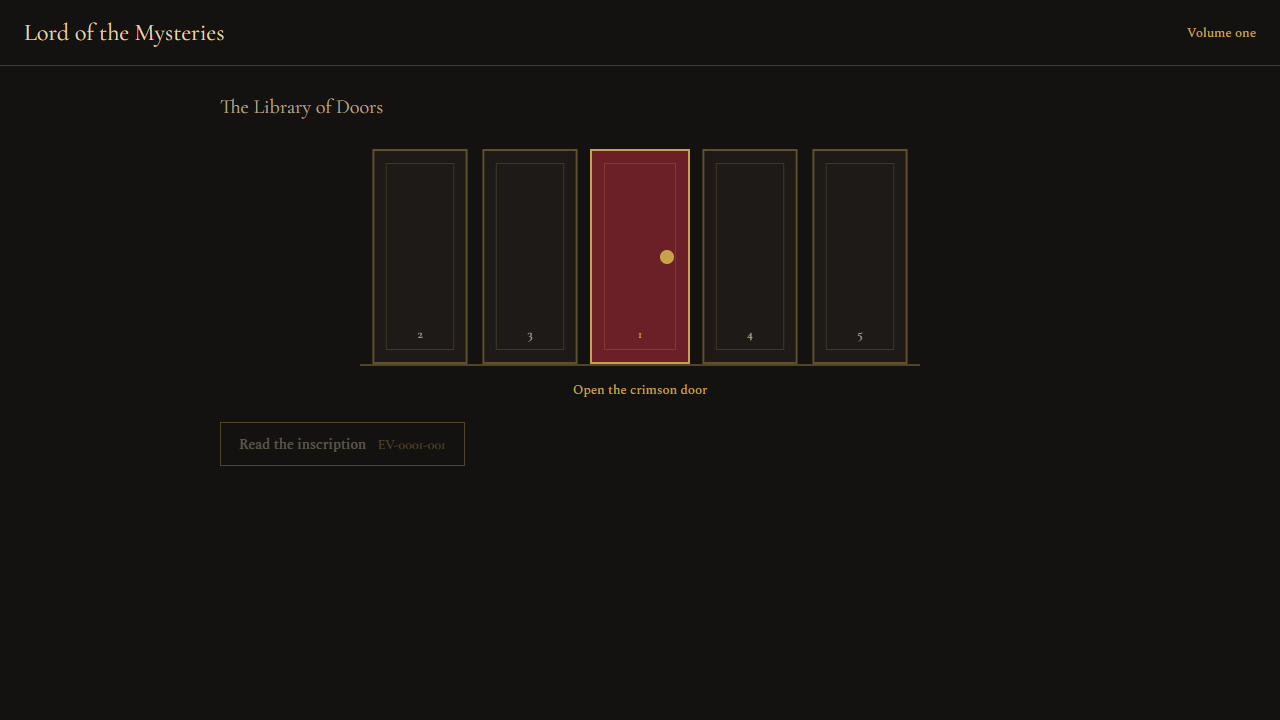 Lord of the Mysteries
Volume one
The Library of Doors
2 3 1 4 5
Open the crimson door
Read the inscription EV-0001-001